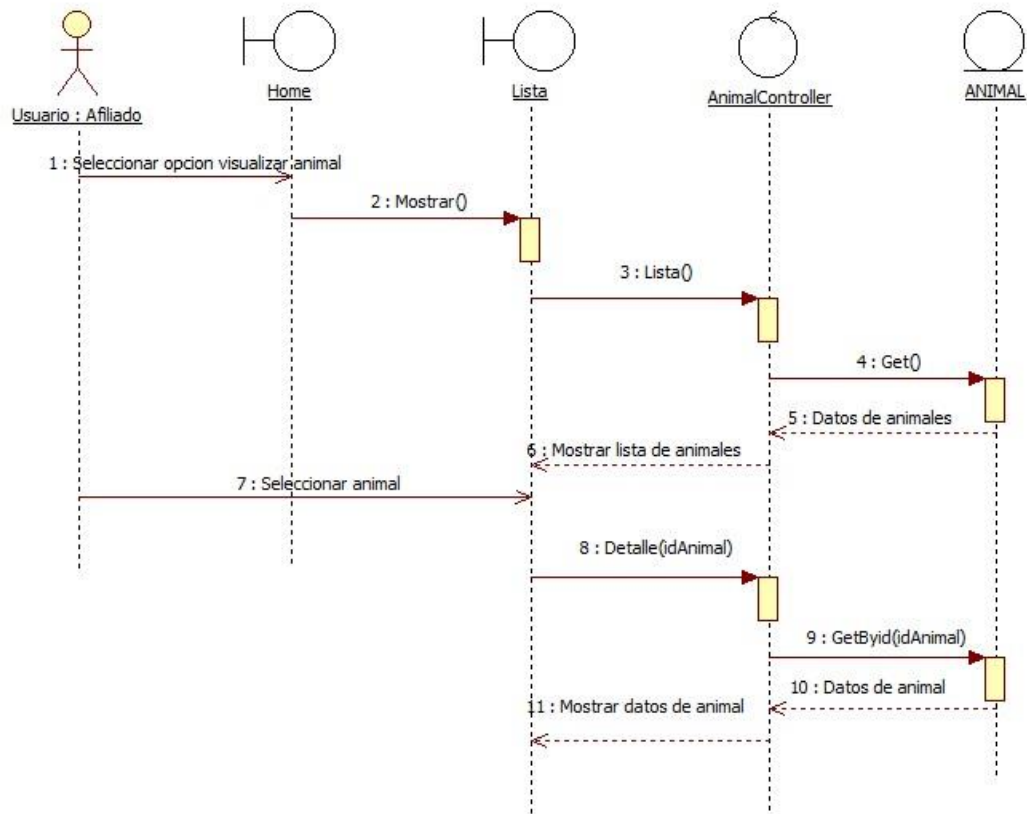 Usuario : Afiliado
Home
Lista
AnimalController
ANIMAL
1 : Seleccionar opcion visualizar animal
2 : Mostrar()
3 : Lista()
4 : Get()
5 : Datos de animales
6 : Mostrar lista de animales
7 : Seleccionar animal
8 : Detalle(idAnimal)
9 : GetByid(idAnimal)
10 : Datos de animal
11 : Mostrar datos de animal